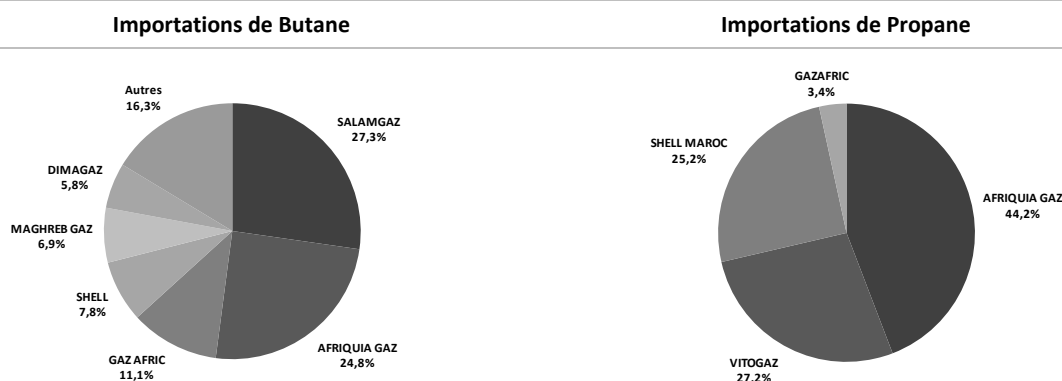 Importations de Butane
Autres
16,3%
SALAMGAZ
27,3%
DIMAGAZ
5,8%
MAGHREB GAZ
6,9%
SHELL
7,8%
GAZ AFRIC
11,1%
AFRIQUIA GAZ
24,8%
Importations de Propane
GAZAFRIC
3,4%
SHELL MAROC
25,2%
AFRIQUIA GAZ
44,2%
VITOGAZ
27,2%